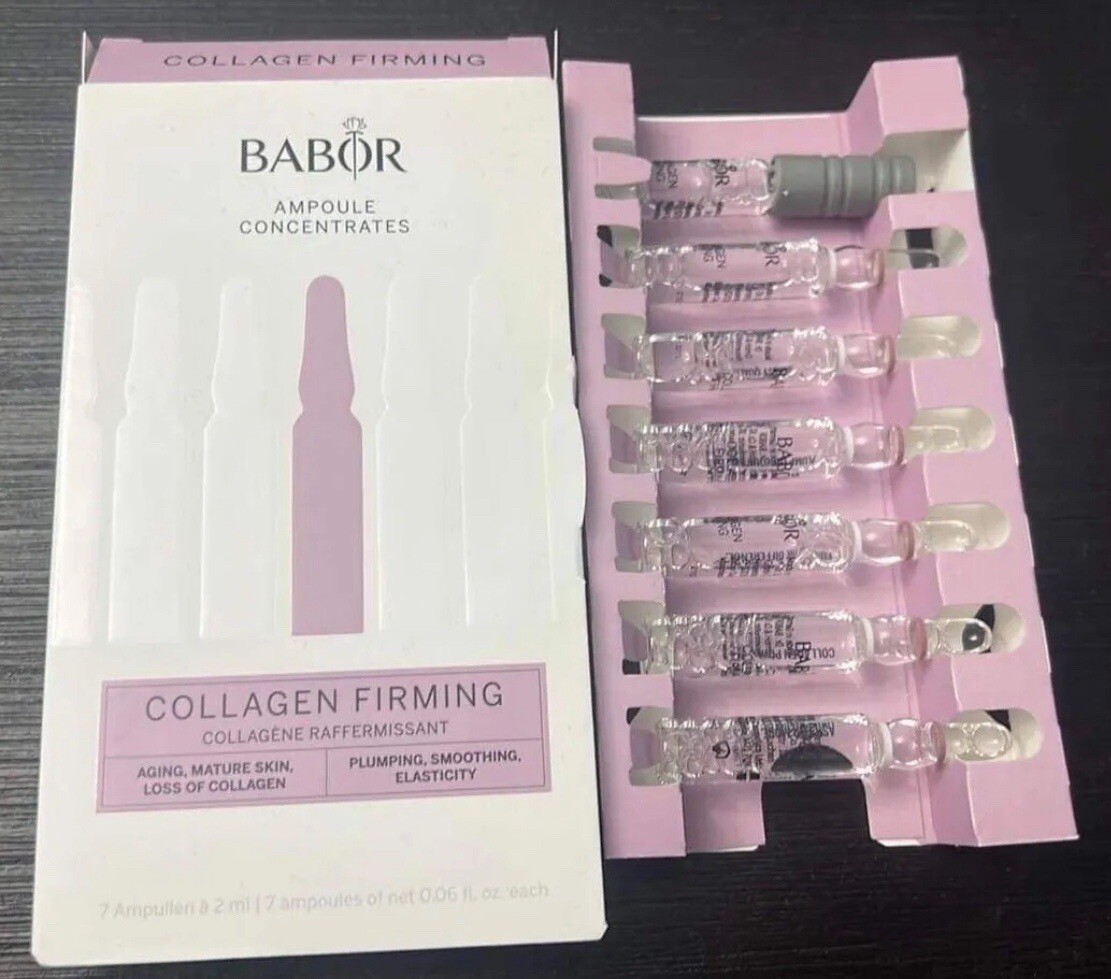 COLLAGEN FIRMING
BABOR
AMPOULE
CONCENTRATES
COLLAGEN FIRMING
COLLAGÈNE RAFFERMISSANT
AGING, MATURE SKIN,
LOSS OF COLLAGEN
PLUMPING, SMOOTHING,
ELASTICITY
7 Ampullen à 2 ml | 7 ampoules of net 0.06 fl. oz. each